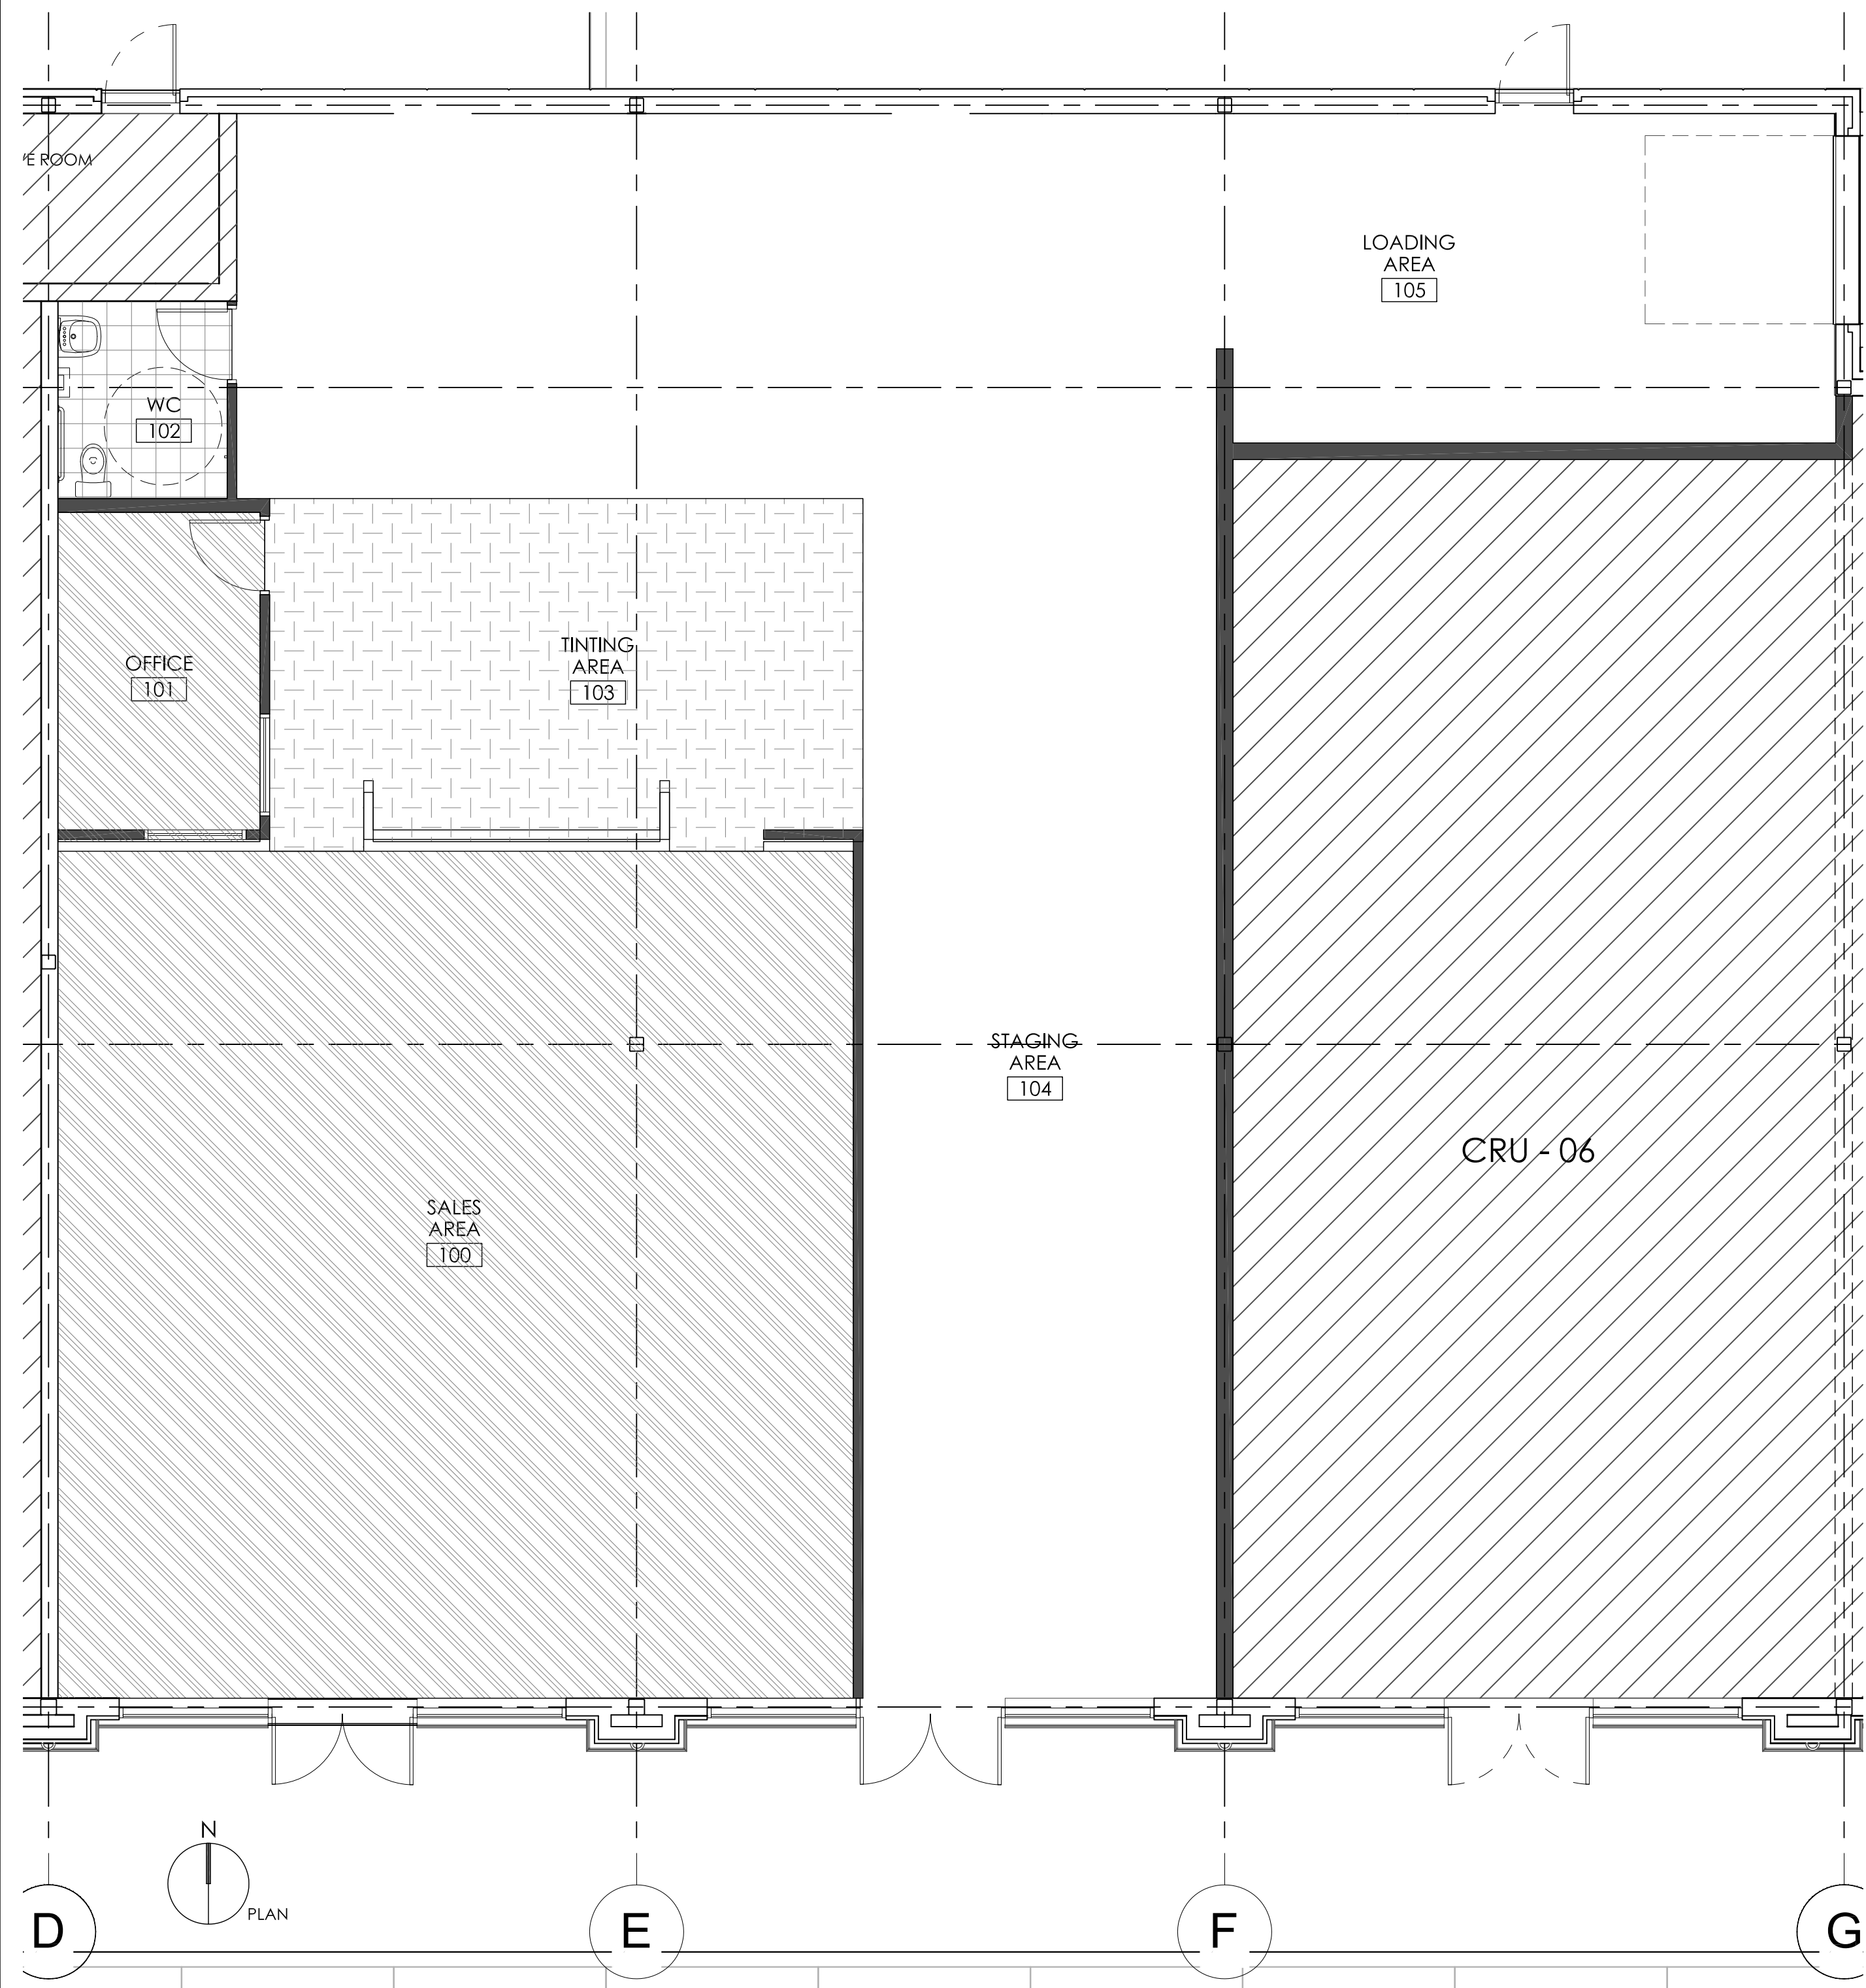 VE ROOM
LOADING
AREA
105
WC
102
TINTING
AREA
103
OFFICE
101
STAGING
AREA
104
CRU - 06
SALES
AREA
100
N
PLAN
D
E
F
G